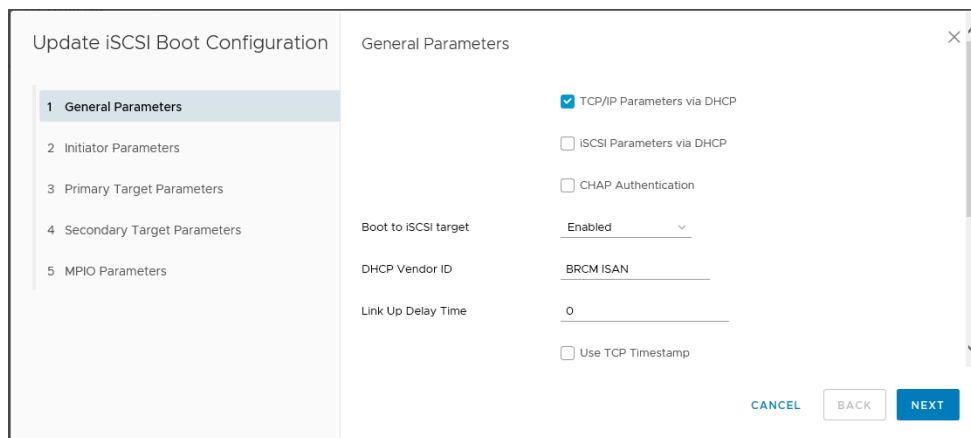 Update iSCSI Boot Configuration
1 General Parameters
2 Initiator Parameters
3 Primary Target Parameters
4 Secondary Target Parameters
5 MPIO Parameters
General Parameters
TCP/IP Parameters via DHCP
iSCSI Parameters via DHCP
CHAP Authentication
Boot to iSCSI target Enabled
DHCP Vendor ID BRCM ISAN
Link Up Delay Time 0
Use TCP Timestamp
CANCEL BACK NEXT